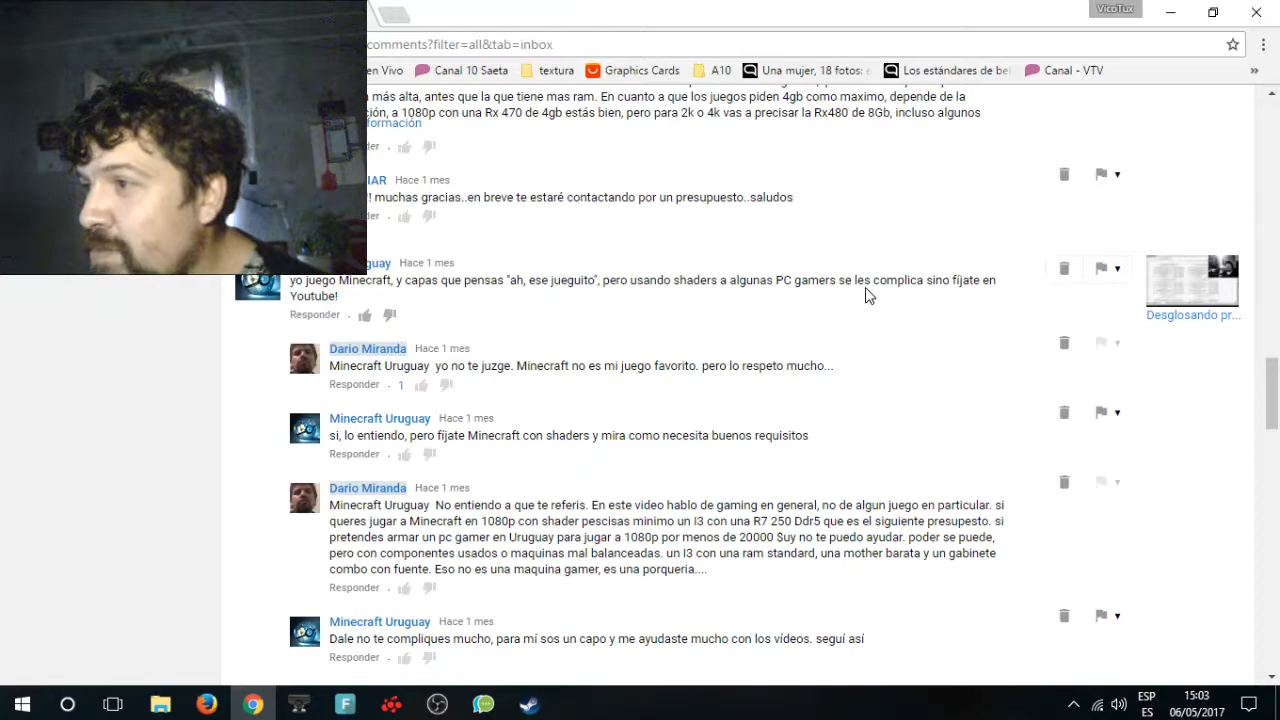 VicoTux
comments?filter=all&tab=inbox
en Vivo
Canal 10 Saeta
textura
Graphics Cards
A10
Una mujer, 18 fotos: e
Los estándares de bel
Canal - VTV
»
más alta, antes que la que tiene mas ram. En cuanto a que los juegos piden 4gb como maximo, depende de la
ción, a 1080p con una Rx 470 de 4gb estás bien, pero para 2k o 4k vas a precisar la Rx480 de 8Gb, incluso algunos
formación
der
IAR Hace 1 mes
!! muchas gracias..en breve te estaré contactando por un presupuesto..saludos
der
guay Hace 1 mes
yo juego Minecraft, y capas que pensas "ah, ese jueguito", pero usando shaders a algunas PC gamers se les complica sino fíjate en
Youtube!
Desglosando pr...
Responder
Dario Miranda Hace 1 mes
Minecraft Uruguay yo no te juzge. Minecraft no es mi juego favorito. pero lo respeto mucho...
Responder 1
Minecraft Uruguay Hace 1 mes
si, lo entiendo, pero fíjate Minecraft con shaders y mira como necesita buenos requisitos
Responder
Dario Miranda Hace 1 mes
Minecraft Uruguay No entiendo a que te referis. En este video hablo de gaming en general, no de algun juego en particular. si
queres jugar a Minecraft en 1080p con shader pescisas minimo un I3 con una R7 250 Ddr5 que es el siguiente presupesto. si
pretendes armar un pc gamer en Uruguay para jugar a 1080p por menos de 20000 $uy no te puedo ayudar. poder se puede,
pero con componentes usados o maquinas mal balanceadas. un I3 con una ram standard, una mother barata y un gabinete
combo con fuente. Eso no es una maquina gamer, es una porqueria....
Responder
Minecraft Uruguay Hace 1 mes
Dale no te compliques mucho, para mí sos un capo y me ayudaste mucho con los vídeos. seguí así
Responder
ESP
ES
15:03
06/05/2017